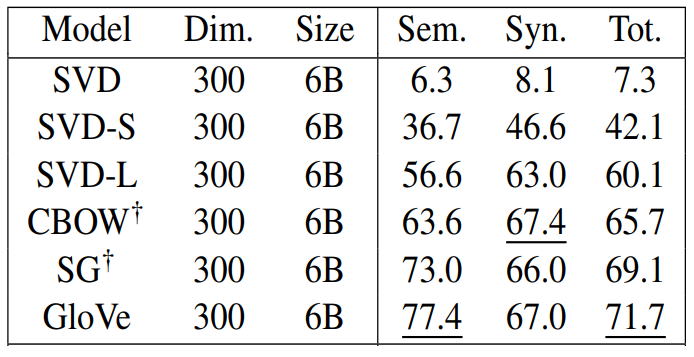 Model Dim. Size Sem. Syn. Tot.
SVD 300 6B 6.3 8.1 7.3
SVD-S 300 6B 36.7 46.6 42.1
SVD-L 300 6B 56.6 63.0 60.1
CBOW† 300 6B 63.6 67.4 65.7
SG† 300 6B 73.0 66.0 69.1
GloVe 300 6B 77.4 67.0 71.7